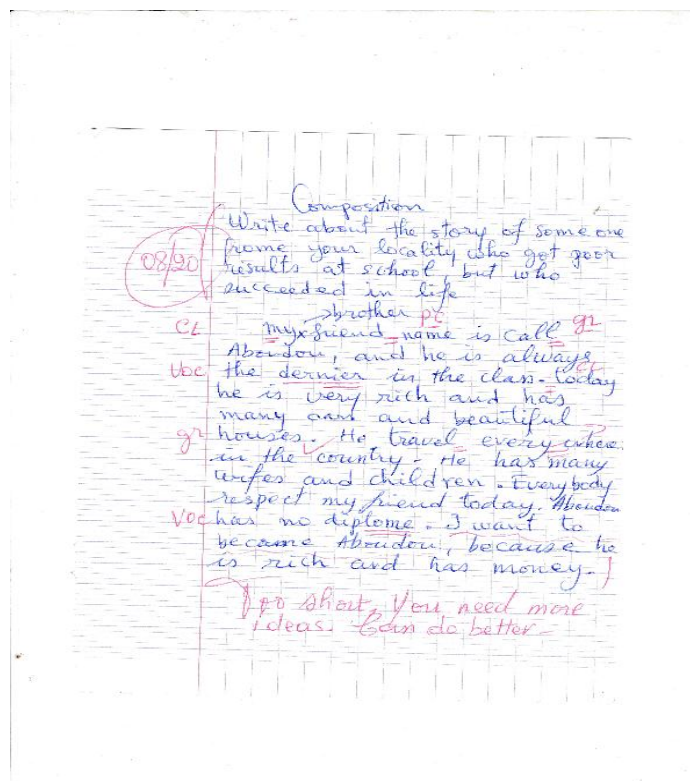 Composition
Write about the story of some one
frome your locality who got poor
08/20 results at school, but who
succeeded in life
brother pc
CL my friend name is call gr
Aboudou, and he is always
Voc the dernier in the class. today
he is very rich and has
many cars and beautiful
gr houses. He travel every where
in the country. He has many
wifes and children. Everybody
respect my friend today. Aboudou
Voc has no diplome. I want to
became Aboudou, because he
is rich and has money.
Too short, You need more
ideas. Can do better